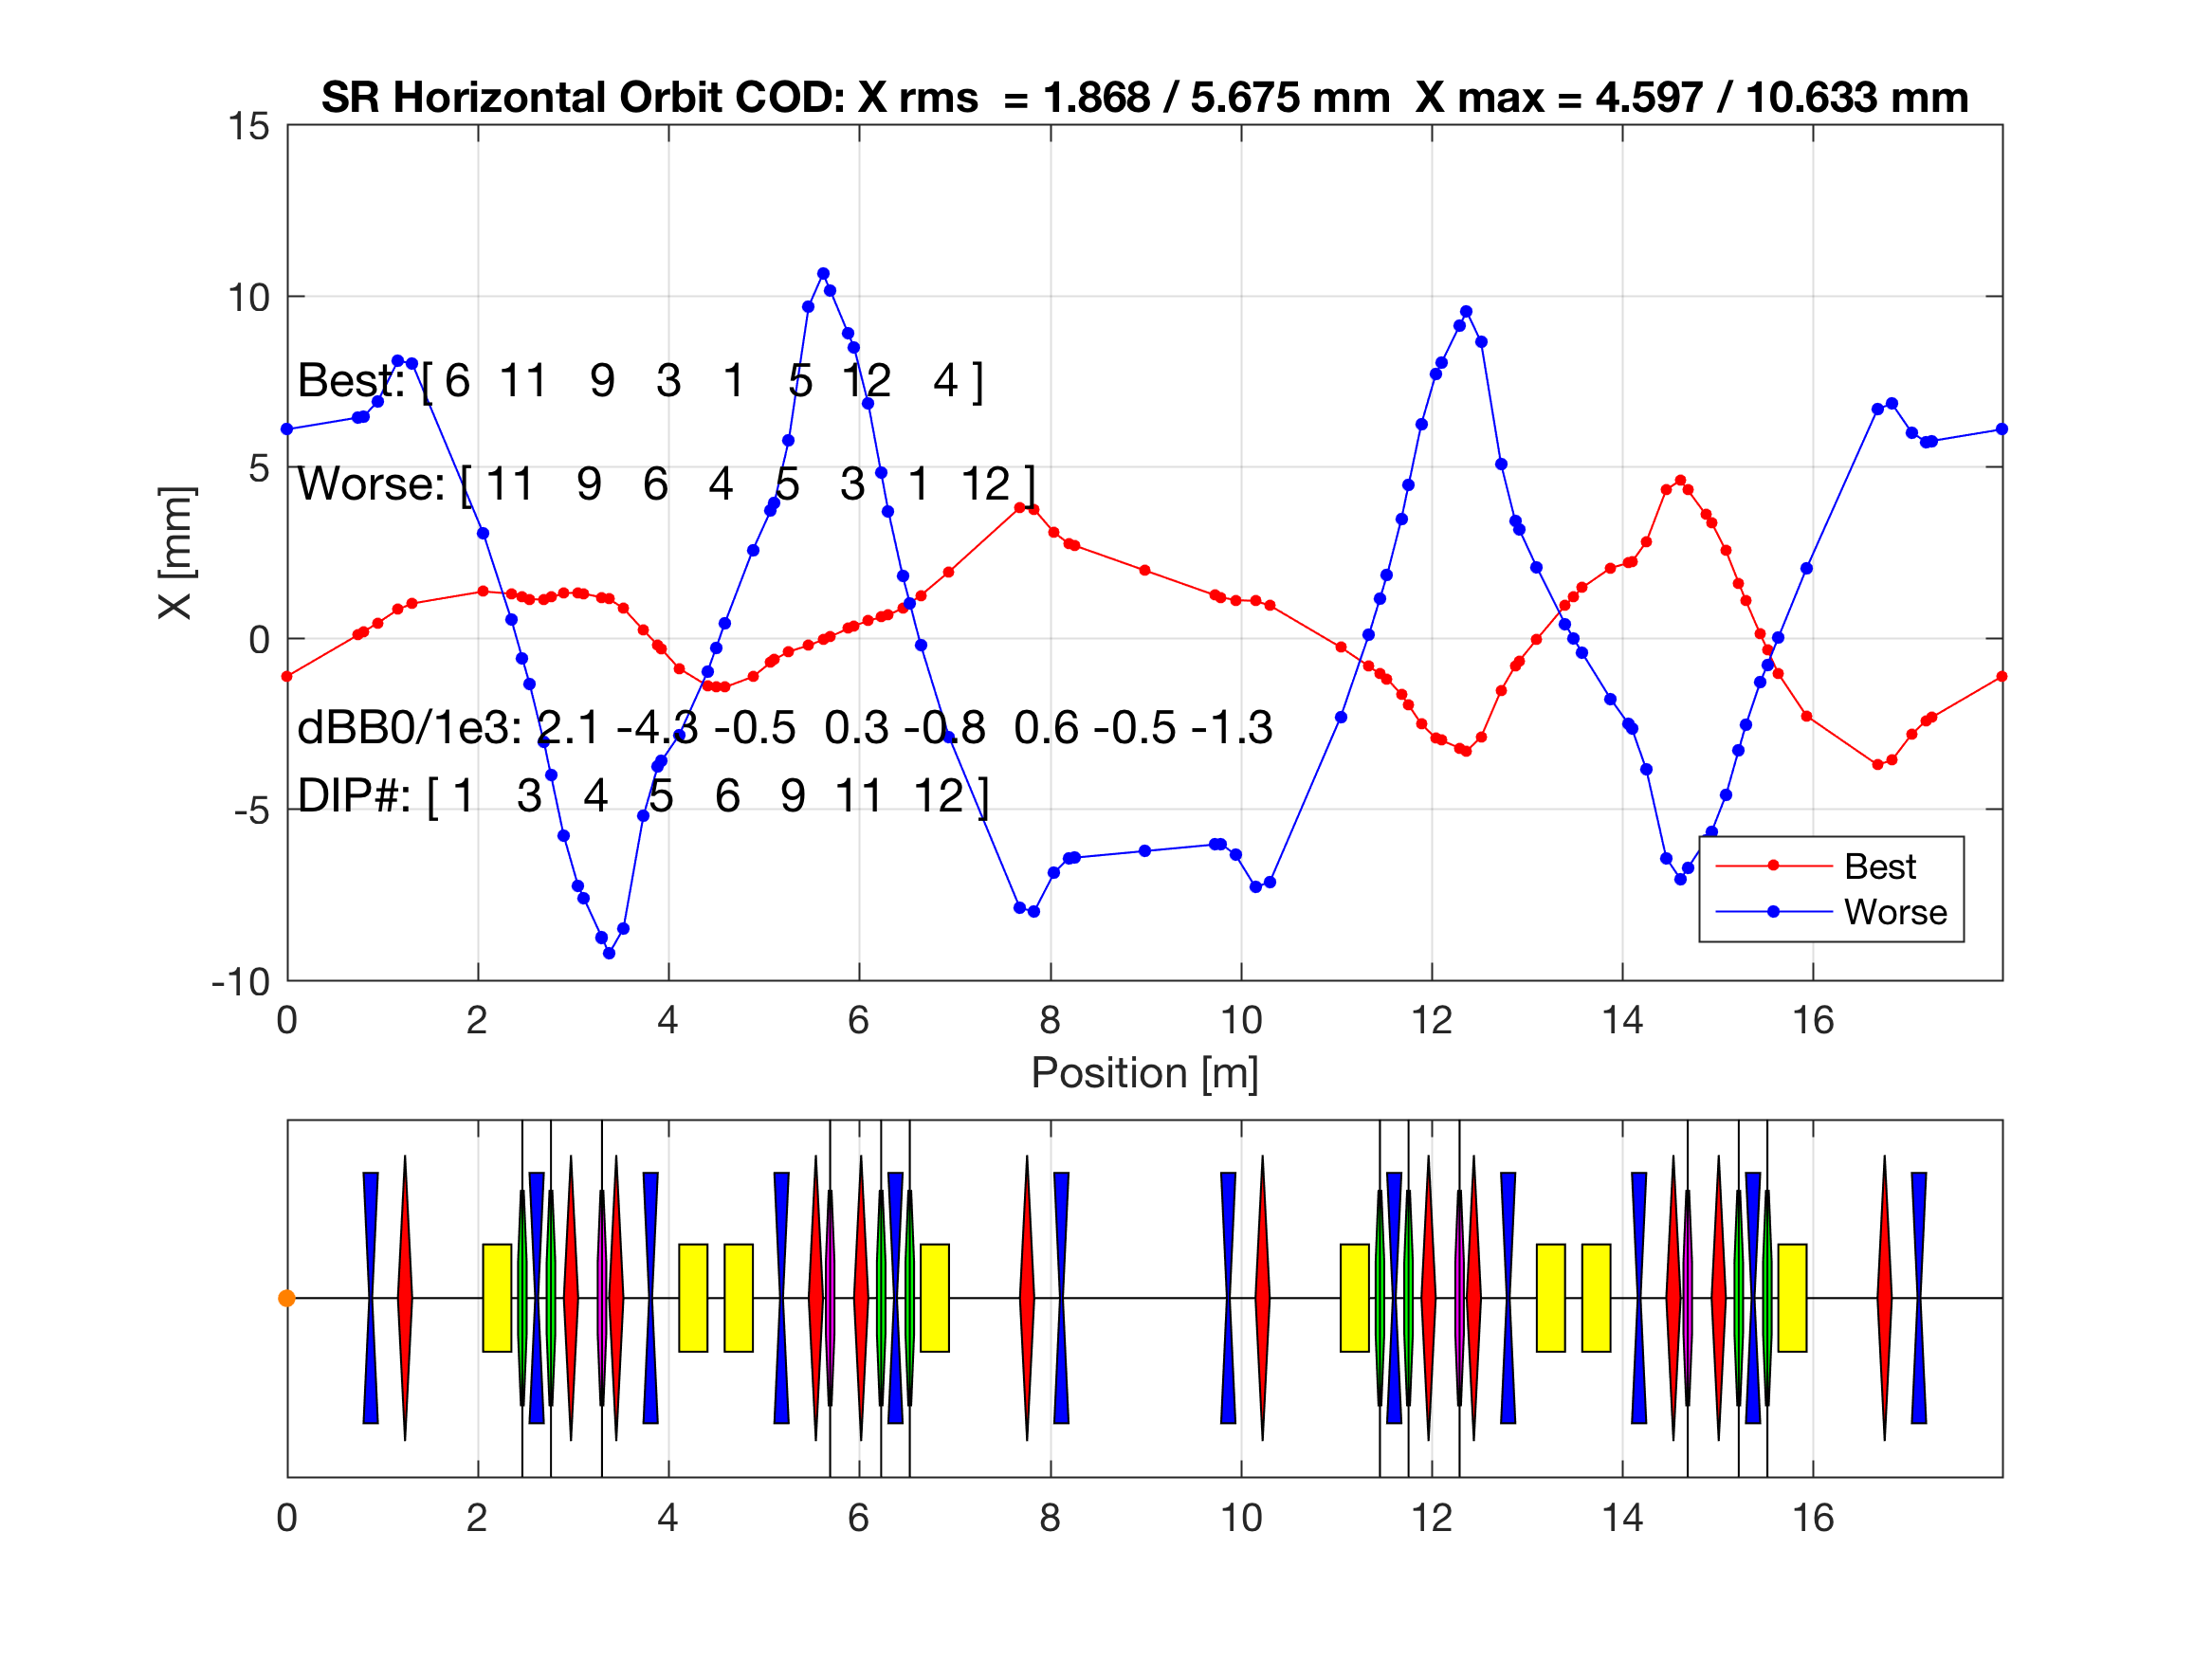 SR Horizontal Orbit COD: X rms = 1.868 / 5.675 mm X max = 4.597 / 10.633 mm
15
10
5
0
-5
-10
X [mm]
Best: [ 6 11 9 3 1 5 12 4 ]
Worse: [ 11 9 6 4 5 3 1 12 ]
dBB0/1e3: 2.1 -4.3 -0.5 0.3 -0.8 0.6 -0.5 -1.3
DIP#: [ 1 3 4 5 6 9 11 12 ]
Best
Worse
0 2 4 6 8 10 12 14 16
Position [m]
0 2 4 6 8 10 12 14 16